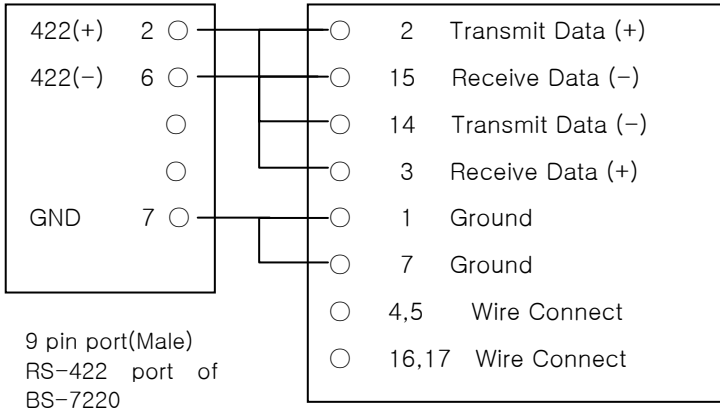 422(+) 2 2 Transmit Data (+)
422(-) 6 15 Receive Data (-)
14 Transmit Data (-)
3 Receive Data (+)
GND 7 1 Ground
7 Ground
4,5 Wire Connect
16,17 Wire Connect
9 pin port(Male)
RS-422 port of
BS-7220